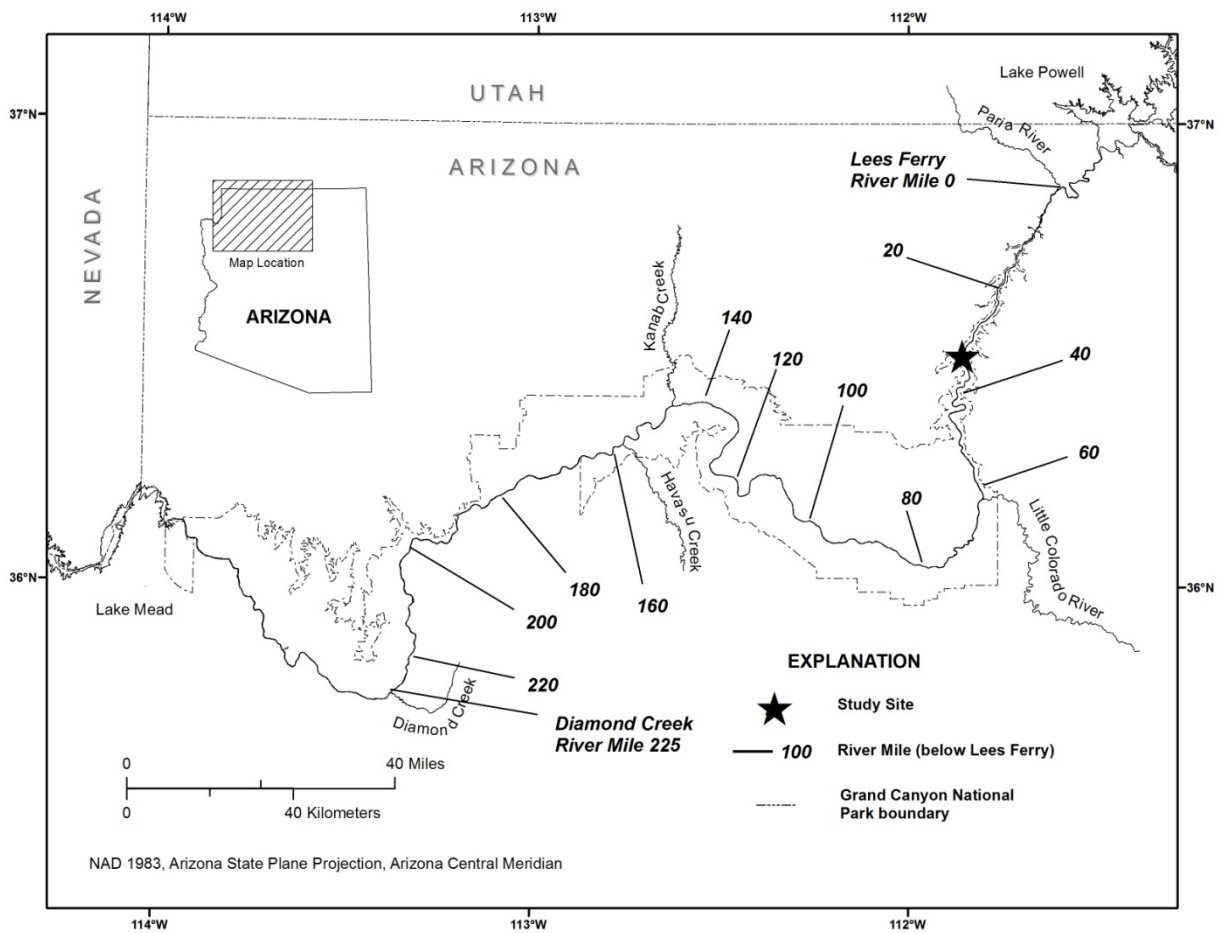 114°W
113°W
112°W
Lake Powell
UTAH
37°N
37°N
Paria River
ARIZONA
Lees Ferry
River Mile 0
NEVADA
20
Map Location
Kanab Creek
ARIZONA
140
40
120
100
60
80
Havasu Creek
Little Colorado River
36°N
36°N
180
160
Lake Mead
200
EXPLANATION
220
Study Site
Diamond Creek
Diamond Creek
River Mile 225
100
River Mile (below Lees Ferry)
0
40 Miles
Grand Canyon National
Park boundary
0
40 Kilometers
NAD 1983, Arizona State Plane Projection, Arizona Central Meridian
114°W
113°W
112°W